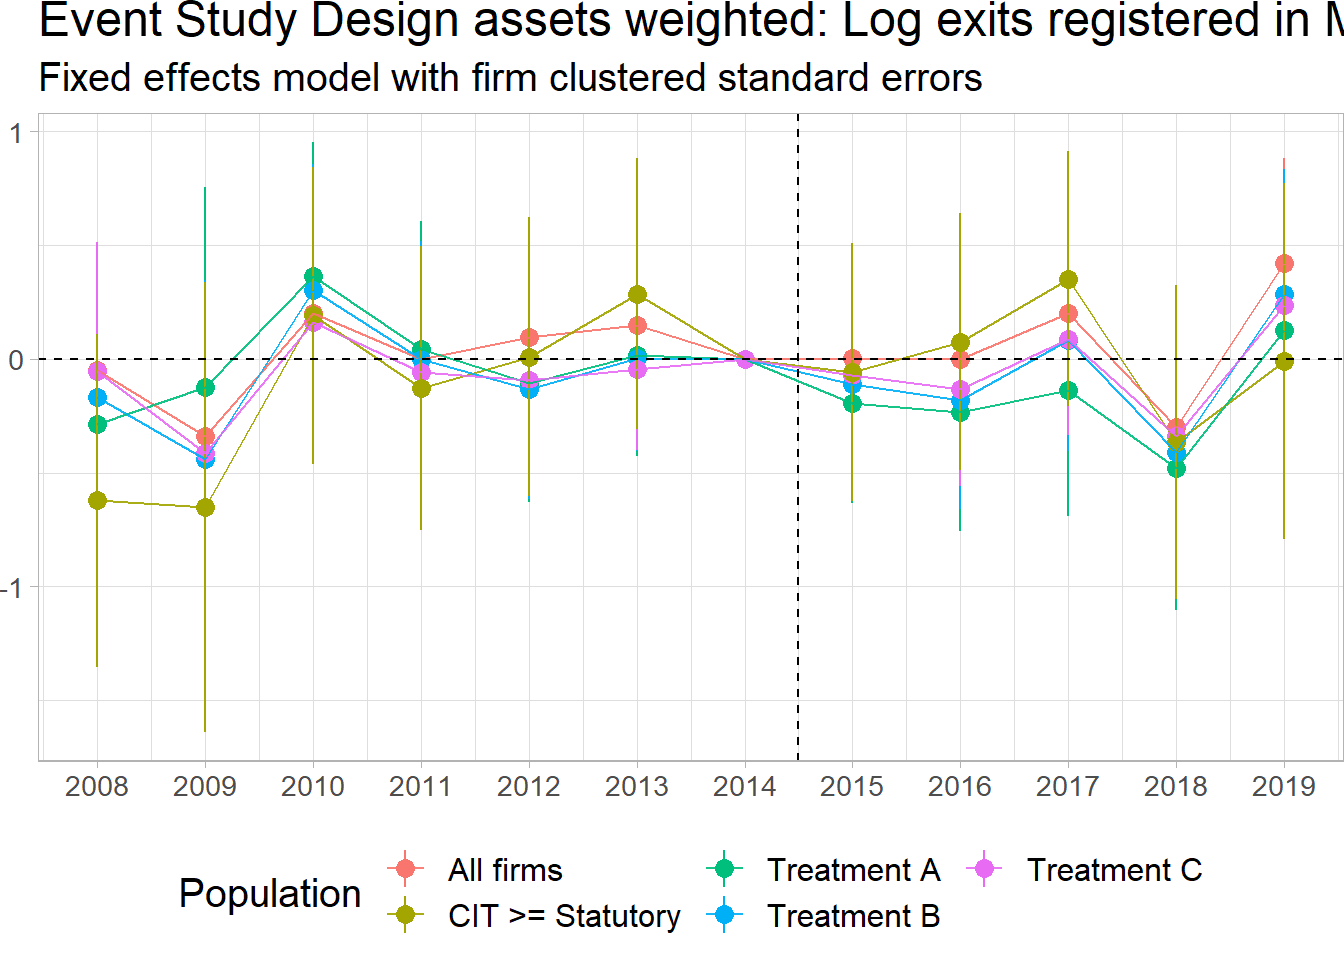 Event Study Design assets weighted: Log exits registered in
Fixed effects model with firm clustered standard errors
1
0
-1
2008 2009 2010 2011 2012 2013 2014 2015 2016 2017 2018 2019
Population
All firms
CIT >= Statutory
Treatment A
Treatment B
Treatment C